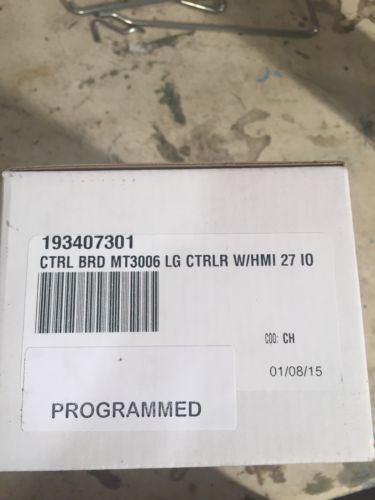 193407301
CTRL BRD MT3006 LG CTRLR W/HMI 27 IO
COO: CH
01/08/15
PROGRAMMED